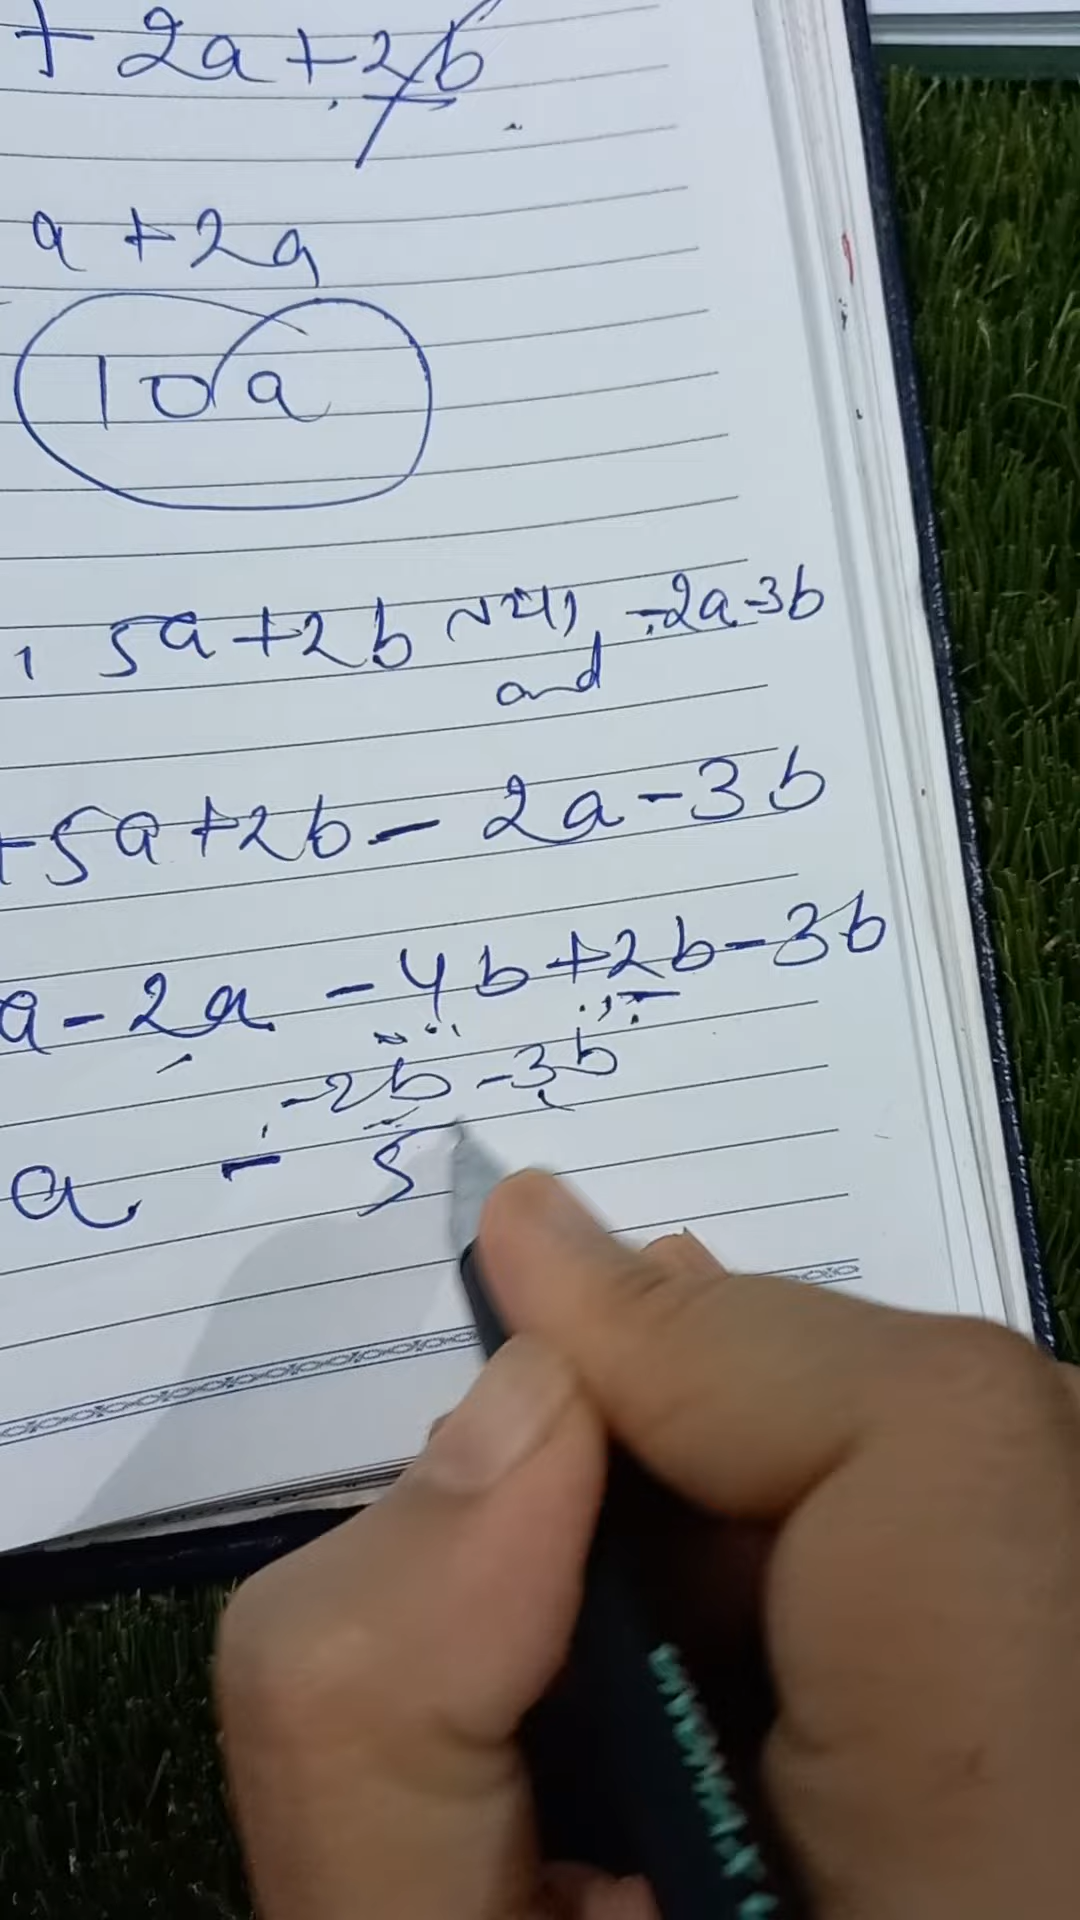 + 2a + 2b
a + 2a
10a
, 5a + 2b तथा -2a -3b
and
+5a + 2b - 2a - 3b
a - 2a - 4b + 2b - 3b
-2b - 3b
a - 5